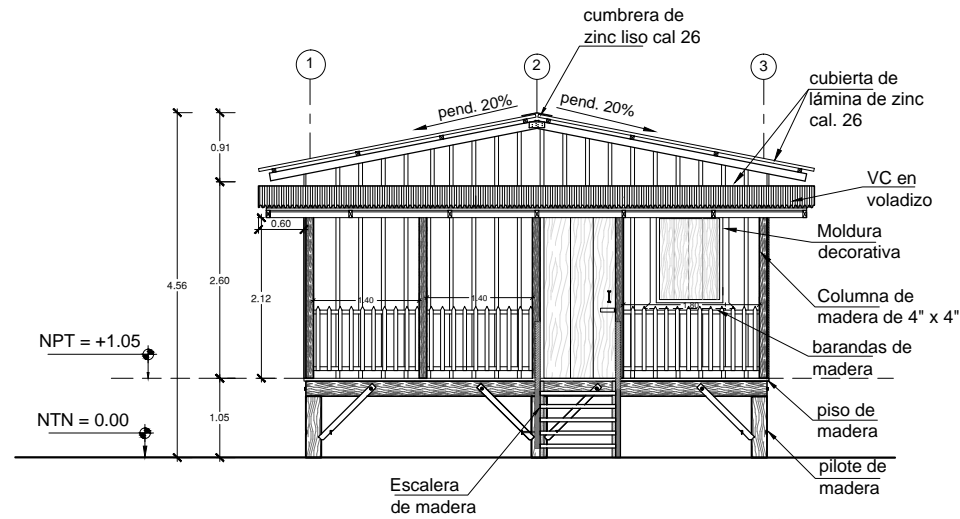 cumbrera de
zinc liso cal 26
1
2
3
pend. 20%
pend. 20%
cubierta de
lámina de zinc
cal. 26
0.91
VC en
voladizo
0.60
Moldura
decorativa
4.56
2.60
2.12
1.40
1.40
Columna de
madera de 4" x 4"
NPT = +1.05
barandas de
madera
NTN = 0.00
1.05
piso de
madera
Escalera
de madera
pilote de
madera